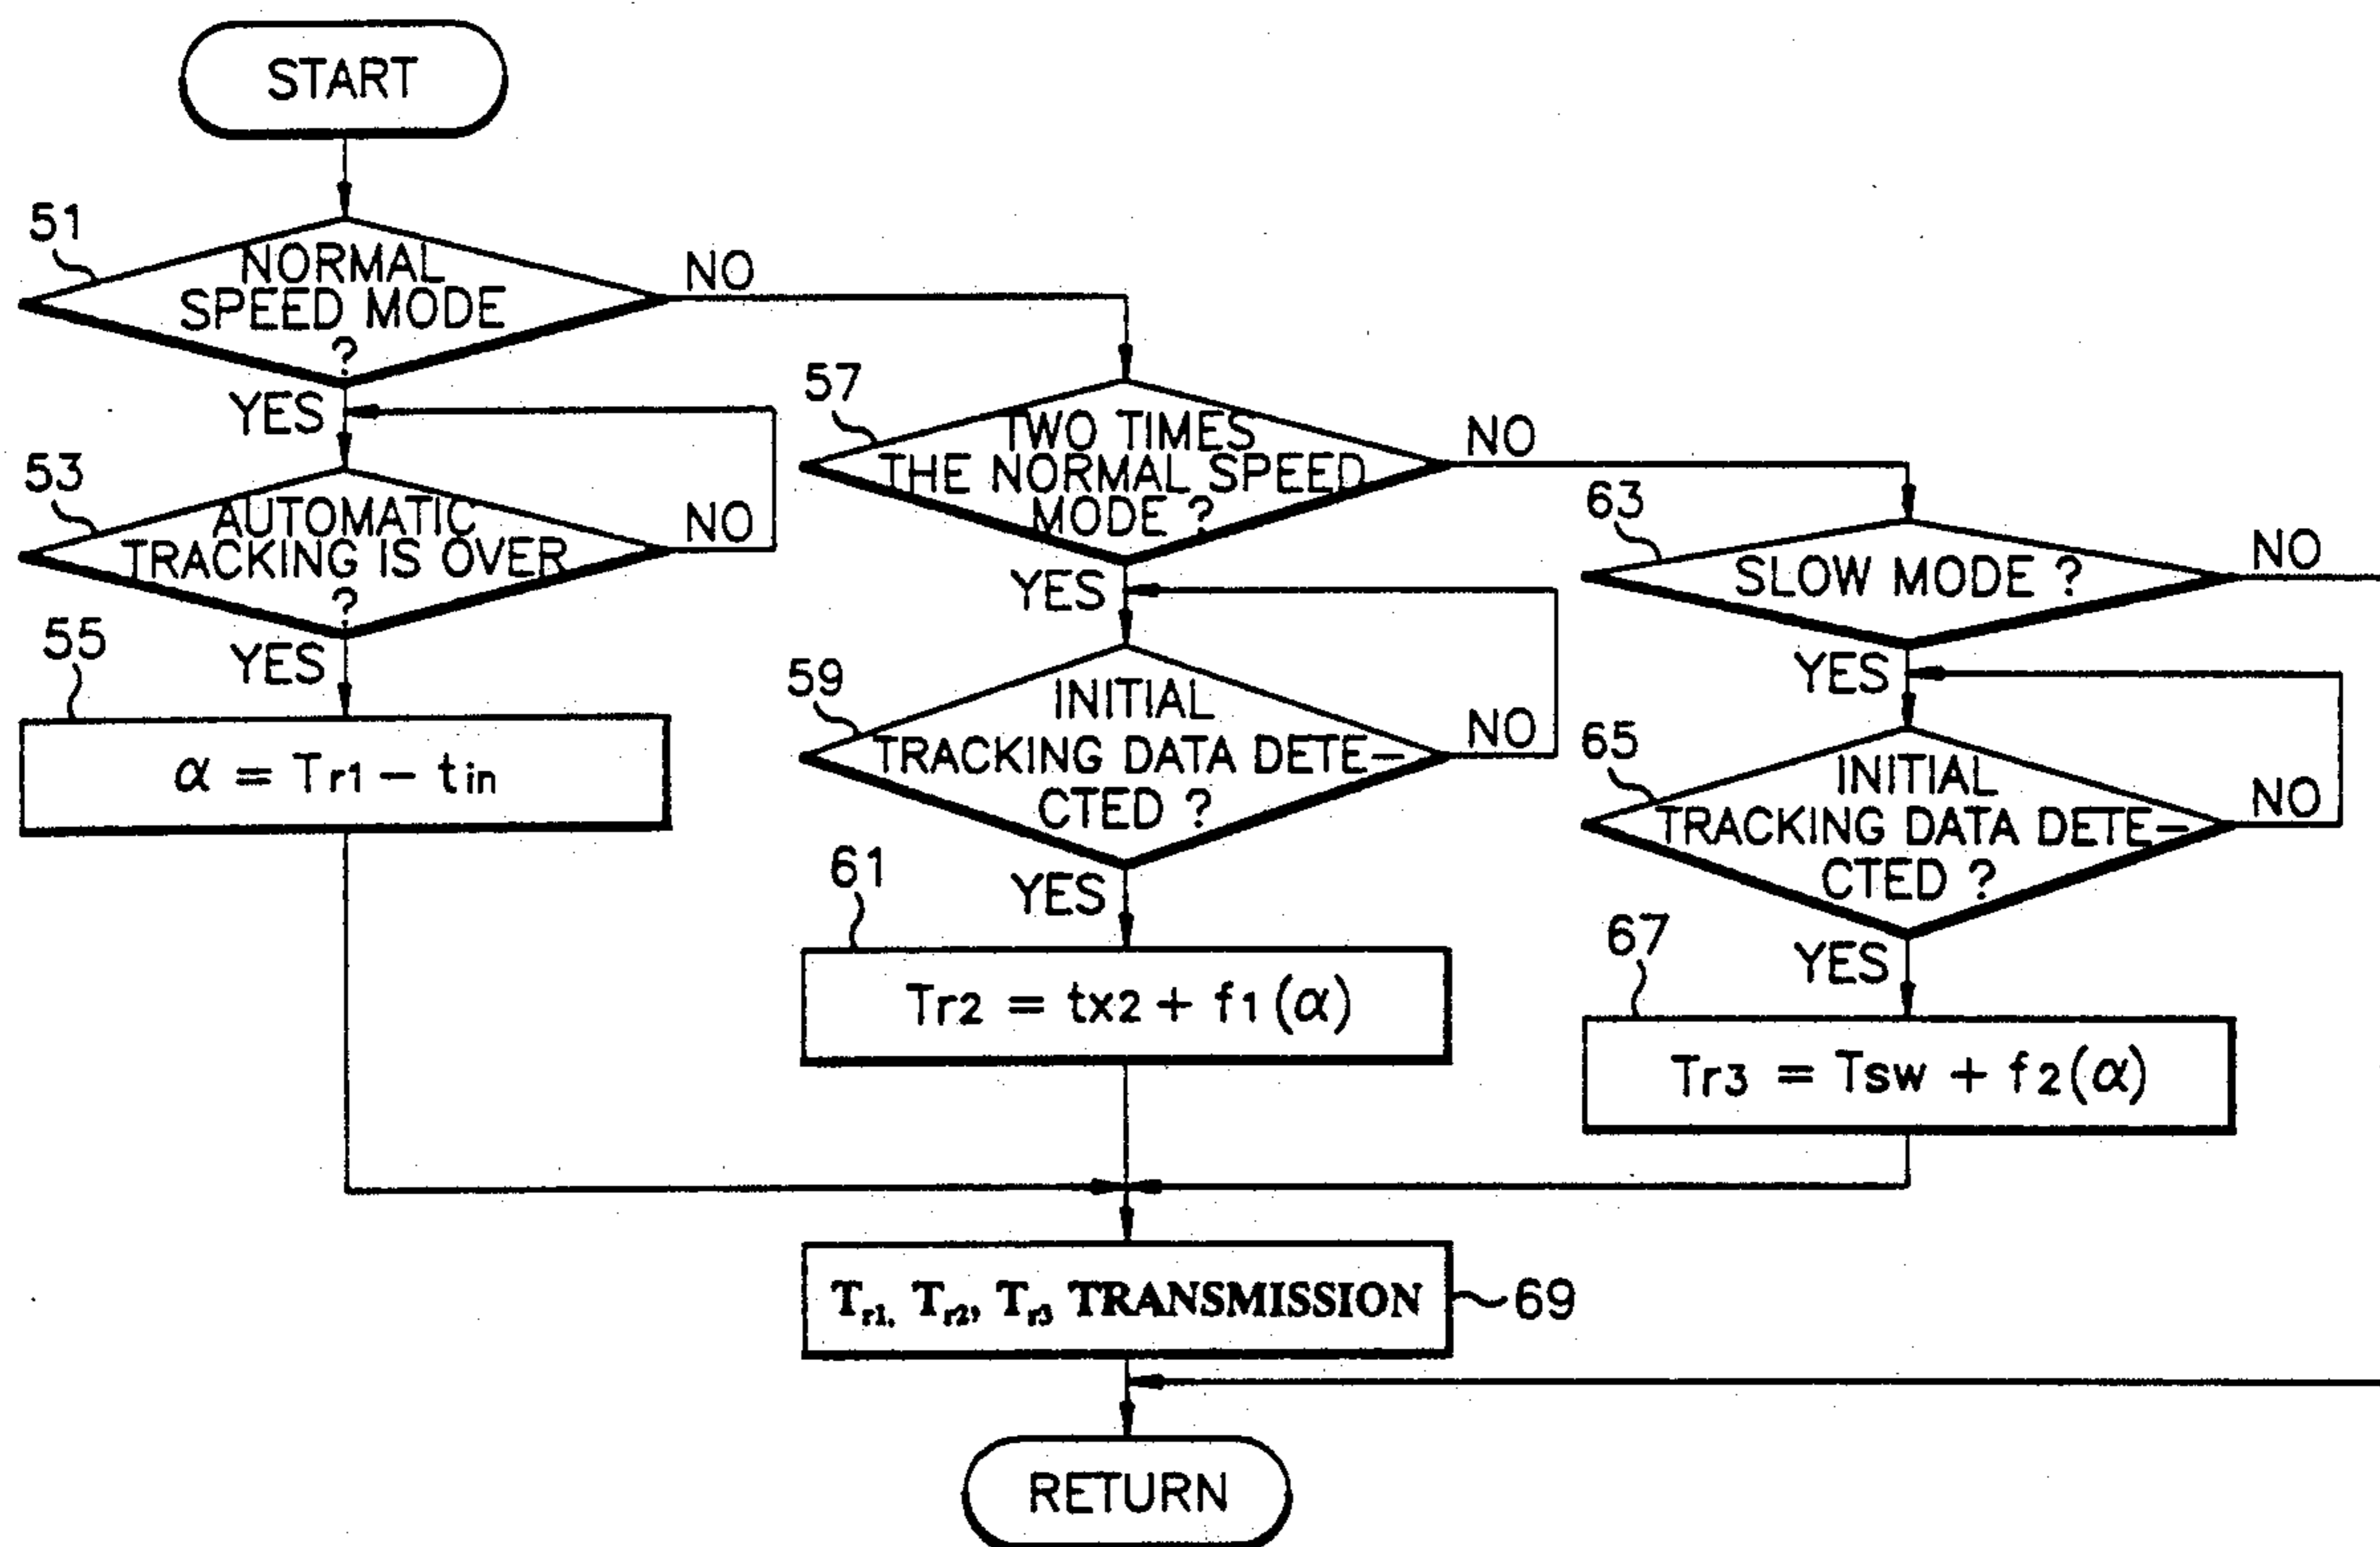 START
51
NORMAL
SPEED MODE
?
NO
YES
53
AUTOMATIC
TRACKING IS OVER
?
NO
YES
55
α = Tr1 − tin
57
TWO TIMES
THE NORMAL SPEED
MODE ?
NO
YES
59
INITIAL
TRACKING DATA DETE−
CTED ?
NO
YES
61
Tr2 = tx2 + f1(α)
63
SLOW MODE ?
NO
YES
65
INITIAL
TRACKING DATA DETE−
CTED ?
NO
YES
67
Tr3 = Tsw + f2(α)
Tr1, Tr2, Tr3 TRANSMISSION
69
RETURN